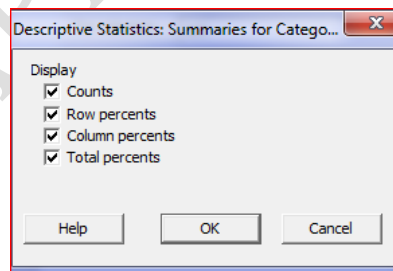 Descriptive Statistics: Summaries for Catego...
Display
Counts
Row percents
Column percents
Total percents
Help OK Cancel